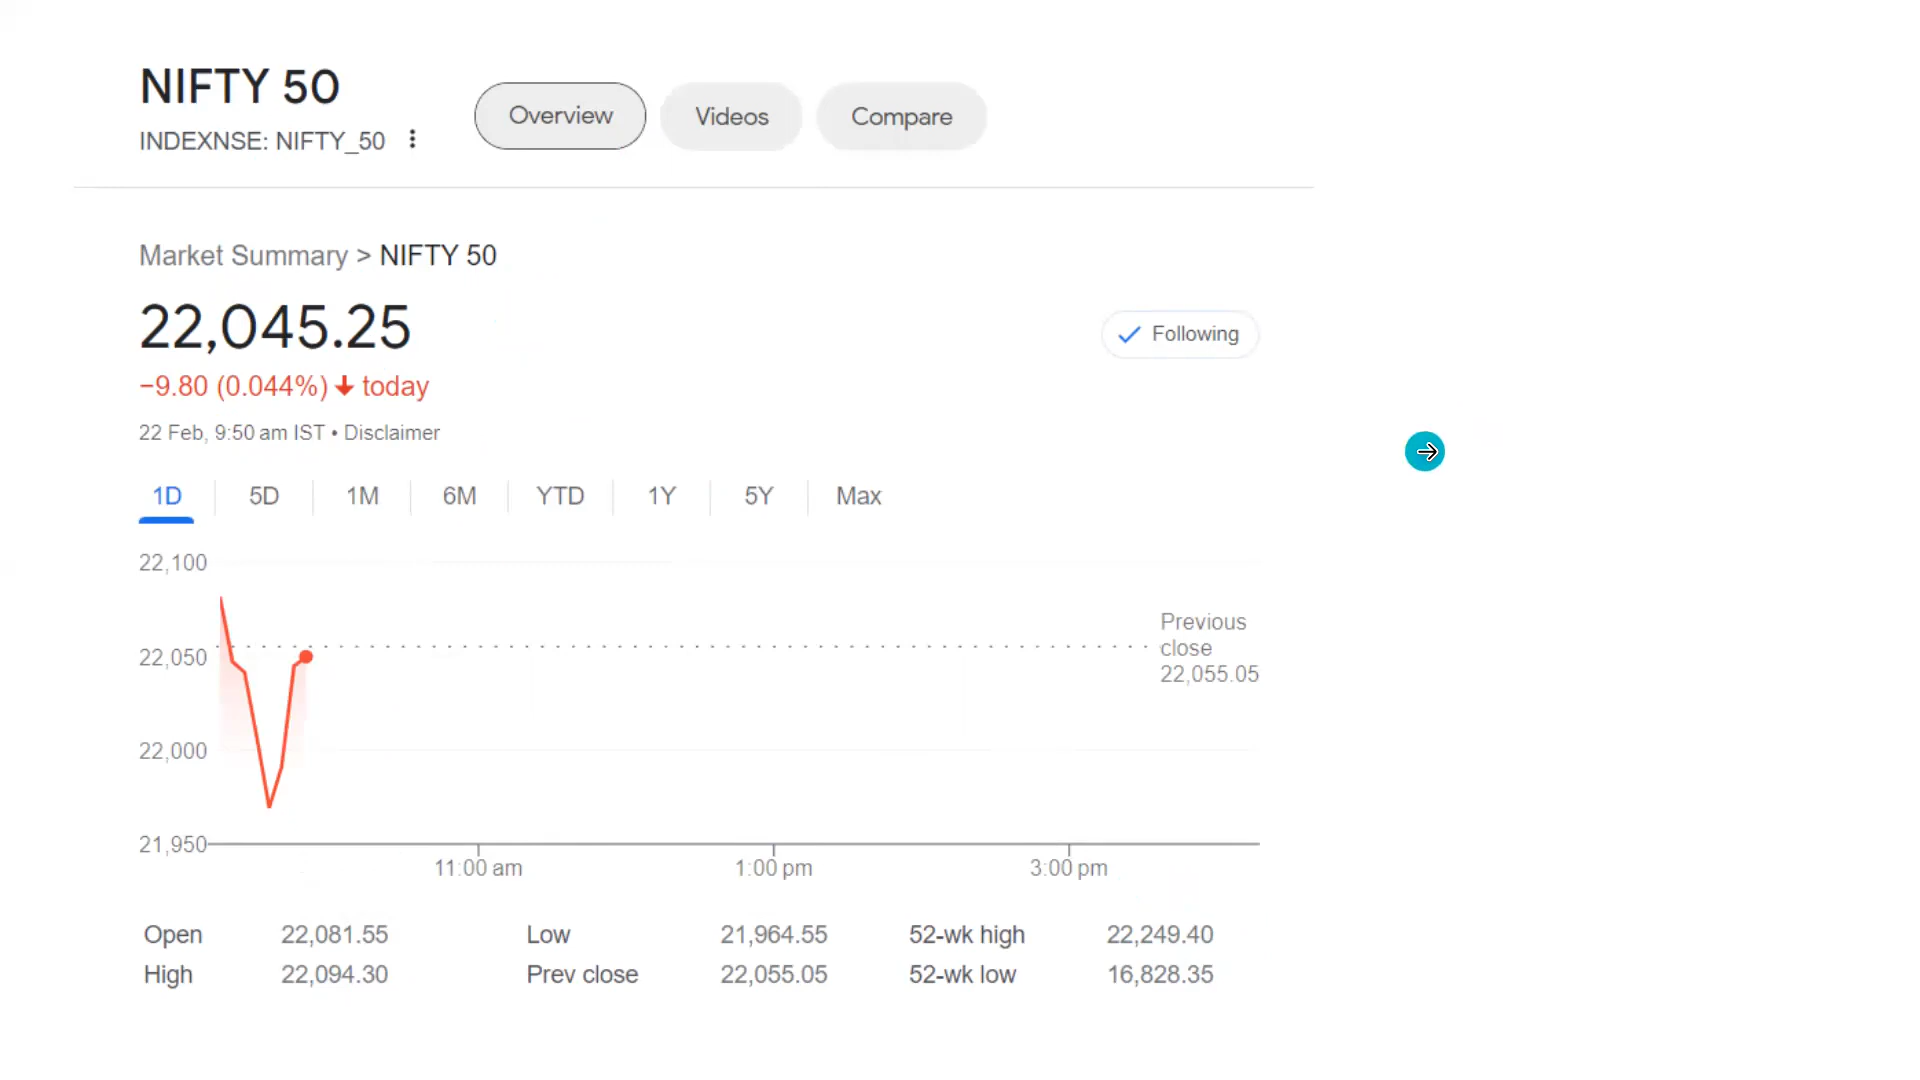 NIFTY 50
INDEXNSE: NIFTY_50
Overview
Videos
Compare
Market Summary > NIFTY 50
22,045.25
Following
−9.80 (0.044%) ↓ today
22 Feb, 9:50 am IST • Disclaimer
1D 5D 1M 6M YTD 1Y 5Y Max
22,100
22,050
22,000
21,950
Previous
close
22,055.05
11:00 am 1:00 pm 3:00 pm
Open 22,081.55 Low 21,964.55 52-wk high 22,249.40
High 22,094.30 Prev close 22,055.05 52-wk low 16,828.35